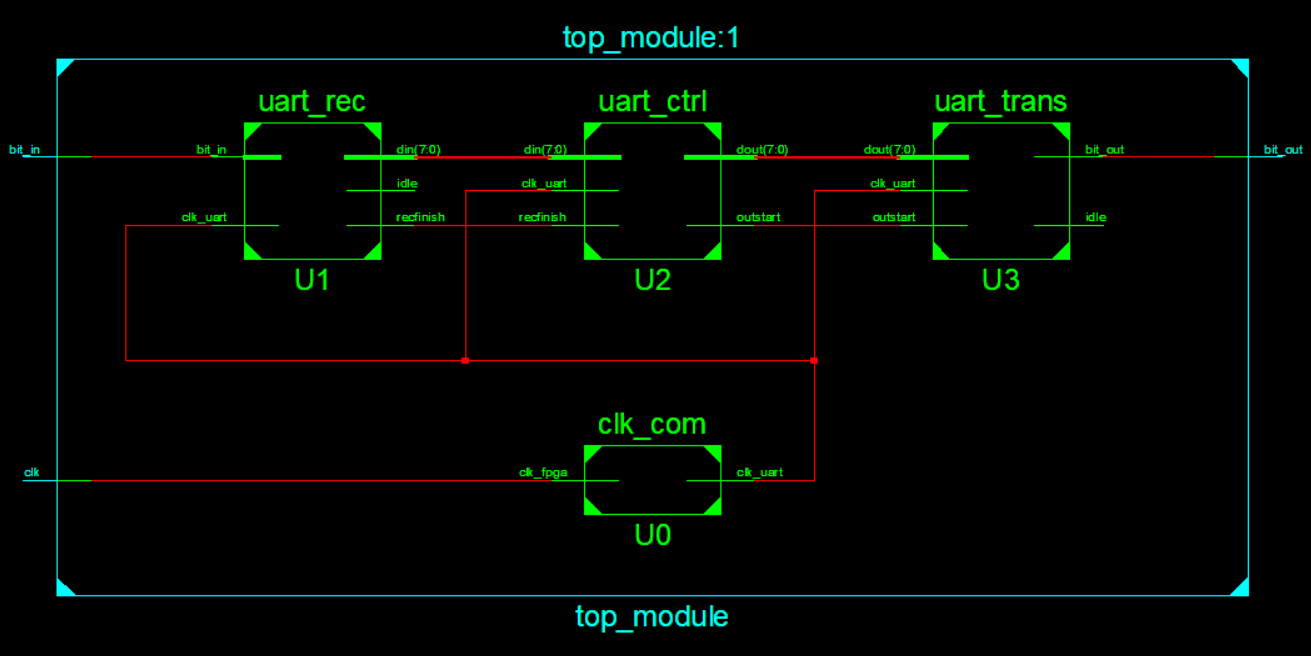 top_module:1
uart_rec uart_ctrl uart_trans
bit_in bit_in din(7:0) din(7:0) dout(7:0) dout(7:0) bit_out bit_out
idle clk_uart clk_uart
clk_uart recfinish recfinish outstart outstart idle
U1 U2 U3
clk_com
clk clk_fpga clk_uart
U0
top_module